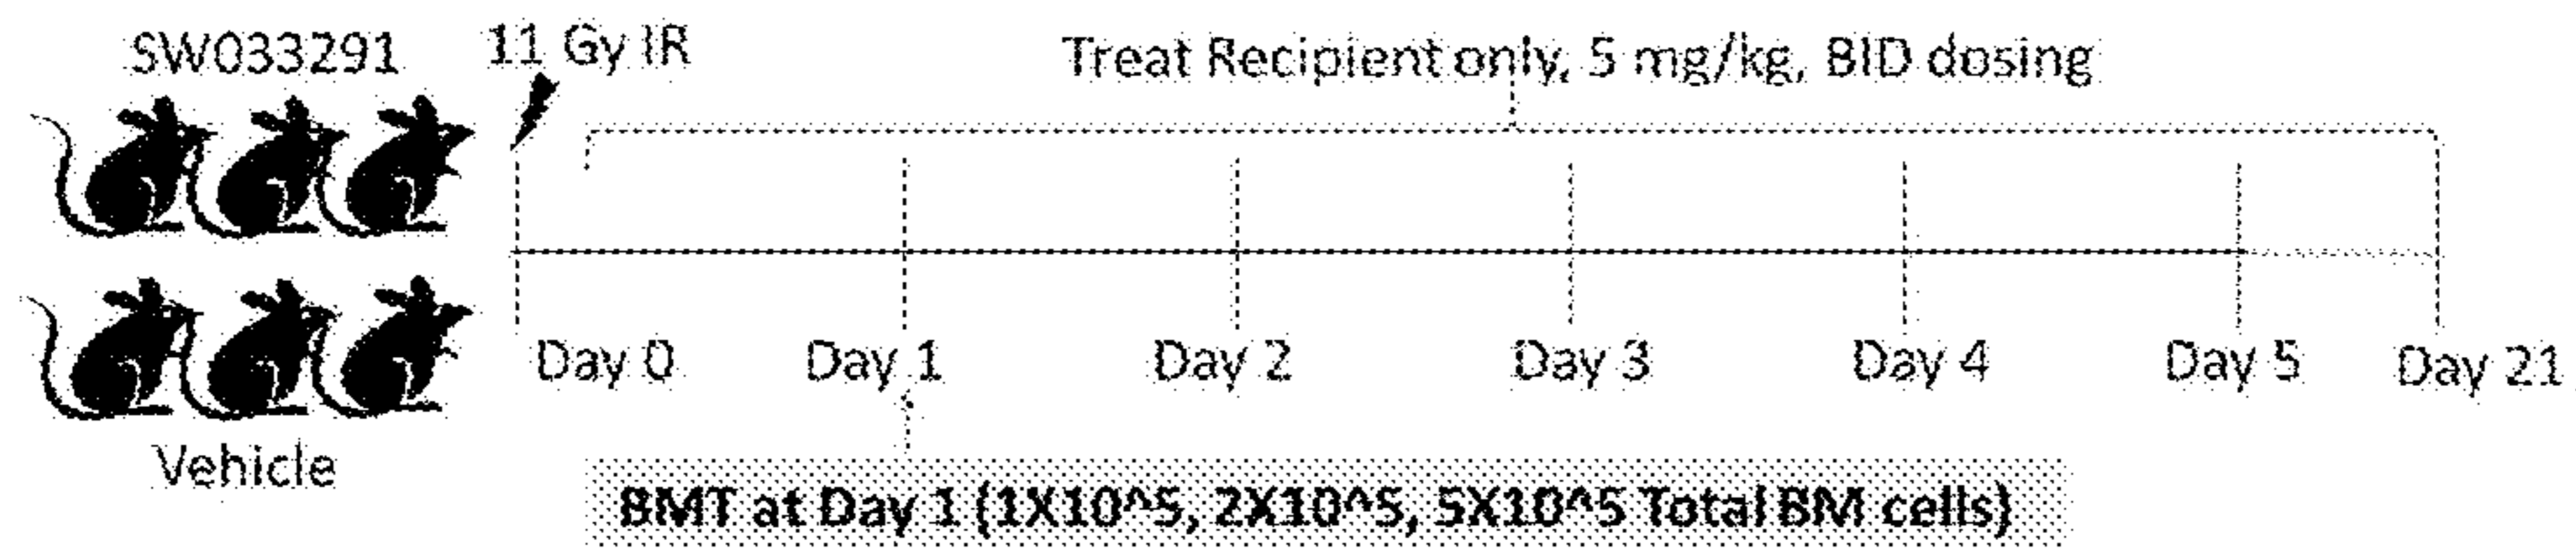 SW033291
11 Gy IR
Treat Recipient only, 5 mg/kg, BID dosing
Day 0
Day 1
Day 2
Day 3
Day 4
Day 5
Day 21
Vehicle
BMT at Day 1 (1X10^5, 2X10^5, 5X10^5 Total BM cells)